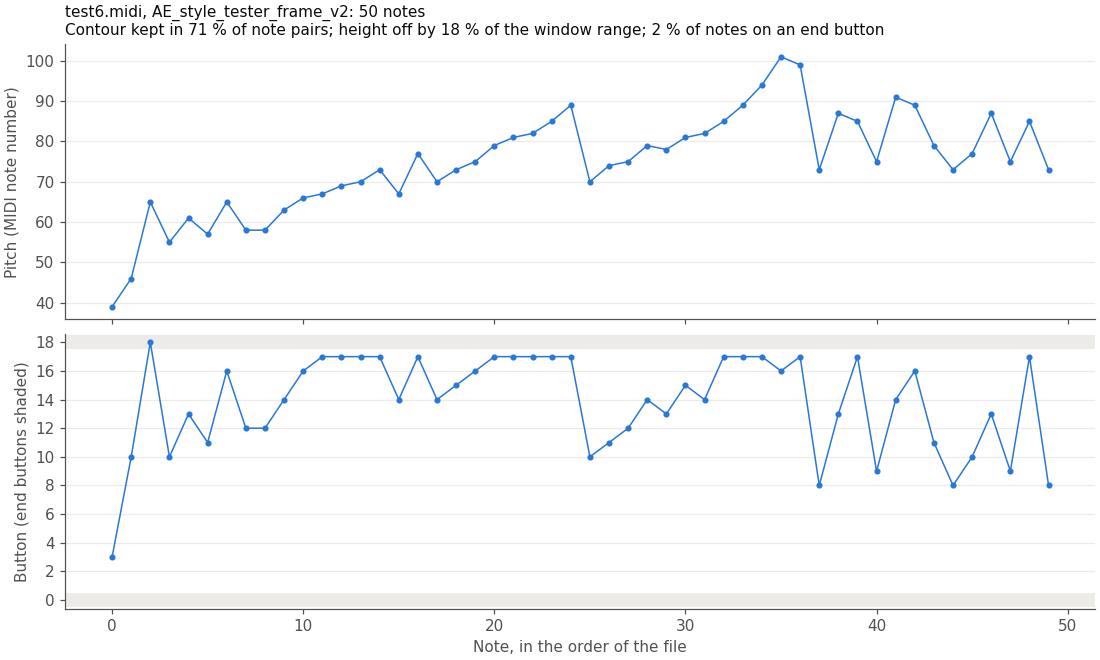 test6.midi, AE_style_tester_frame_v2: 50 notes
Contour kept in 71 % of note pairs; height off by 18 % of the window range; 2 % of notes on an end button
Pitch (MIDI note number)
100
90
80
70
60
50
40
Button (end buttons shaded)
18
16
14
12
10
8
6
4
2
0
0 10 20 30 40 50
Note, in the order of the file